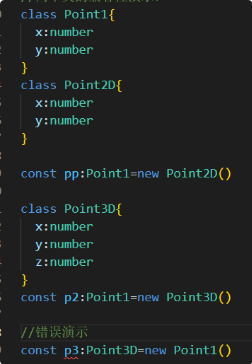 class Point1{
x:number
y:number
}
class Point2D{
x:number
y:number
}
const pp:Point1=new Point2D()
class Point3D{
x:number
y:number
z:number
}
const p2:Point1=new Point3D()
//错误演示
const p3:Point3D=new Point1()